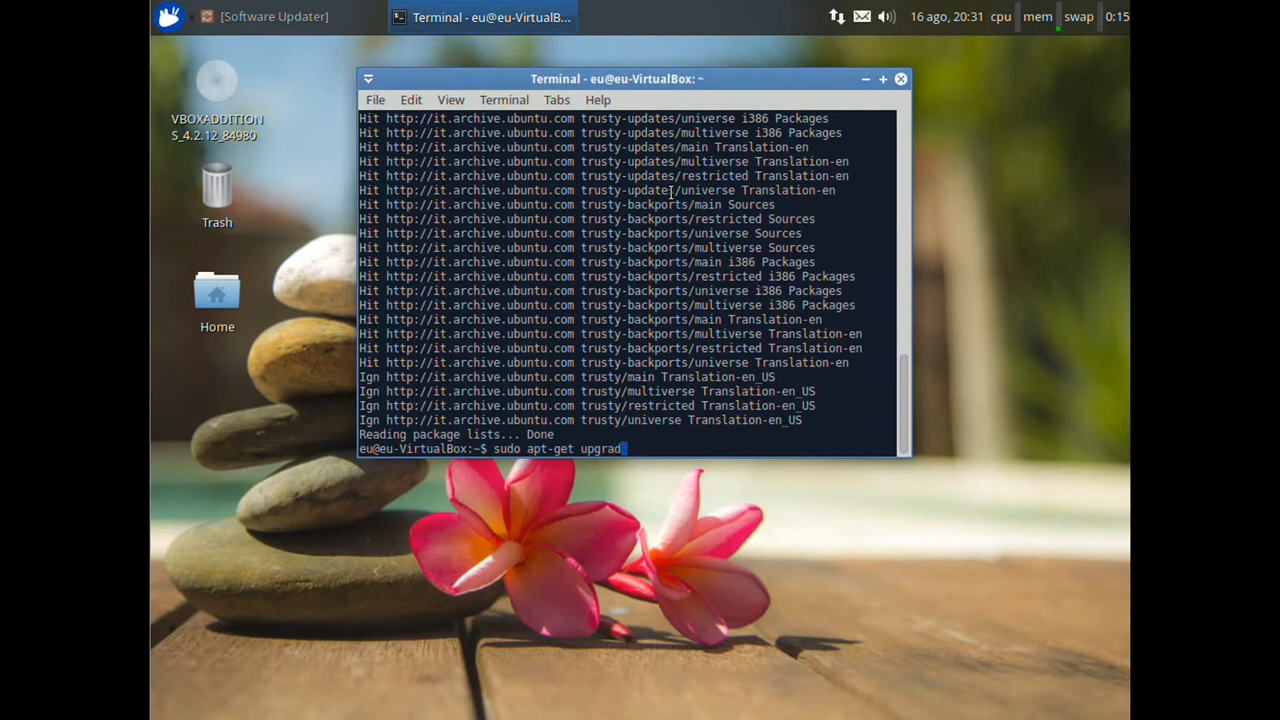 [Software Updater]
Terminal - eu@eu-VirtualB...
16 ago, 20:31 cpu mem swap 0:15
VBOXADDITION
S_4.2.12_84980
Trash
Home
Terminal - eu@eu-VirtualBox: ~
File Edit View Terminal Tabs Help
Hit http://it.archive.ubuntu.com trusty-updates/universe i386 Packages
Hit http://it.archive.ubuntu.com trusty-updates/multiverse i386 Packages
Hit http://it.archive.ubuntu.com trusty-updates/main Translation-en
Hit http://it.archive.ubuntu.com trusty-updates/multiverse Translation-en
Hit http://it.archive.ubuntu.com trusty-updates/restricted Translation-en
Hit http://it.archive.ubuntu.com trusty-updates/universe Translation-en
Hit http://it.archive.ubuntu.com trusty-backports/main Sources
Hit http://it.archive.ubuntu.com trusty-backports/restricted Sources
Hit http://it.archive.ubuntu.com trusty-backports/universe Sources
Hit http://it.archive.ubuntu.com trusty-backports/multiverse Sources
Hit http://it.archive.ubuntu.com trusty-backports/main i386 Packages
Hit http://it.archive.ubuntu.com trusty-backports/restricted i386 Packages
Hit http://it.archive.ubuntu.com trusty-backports/universe i386 Packages
Hit http://it.archive.ubuntu.com trusty-backports/multiverse i386 Packages
Hit http://it.archive.ubuntu.com trusty-backports/main Translation-en
Hit http://it.archive.ubuntu.com trusty-backports/multiverse Translation-en
Hit http://it.archive.ubuntu.com trusty-backports/restricted Translation-en
Hit http://it.archive.ubuntu.com trusty-backports/universe Translation-en
Ign http://it.archive.ubuntu.com trusty/main Translation-en_US
Ign http://it.archive.ubuntu.com trusty/multiverse Translation-en_US
Ign http://it.archive.ubuntu.com trusty/restricted Translation-en_US
Ign http://it.archive.ubuntu.com trusty/universe Translation-en_US
Reading package lists... Done
eu@eu-VirtualBox:~$ sudo apt-get upgrad